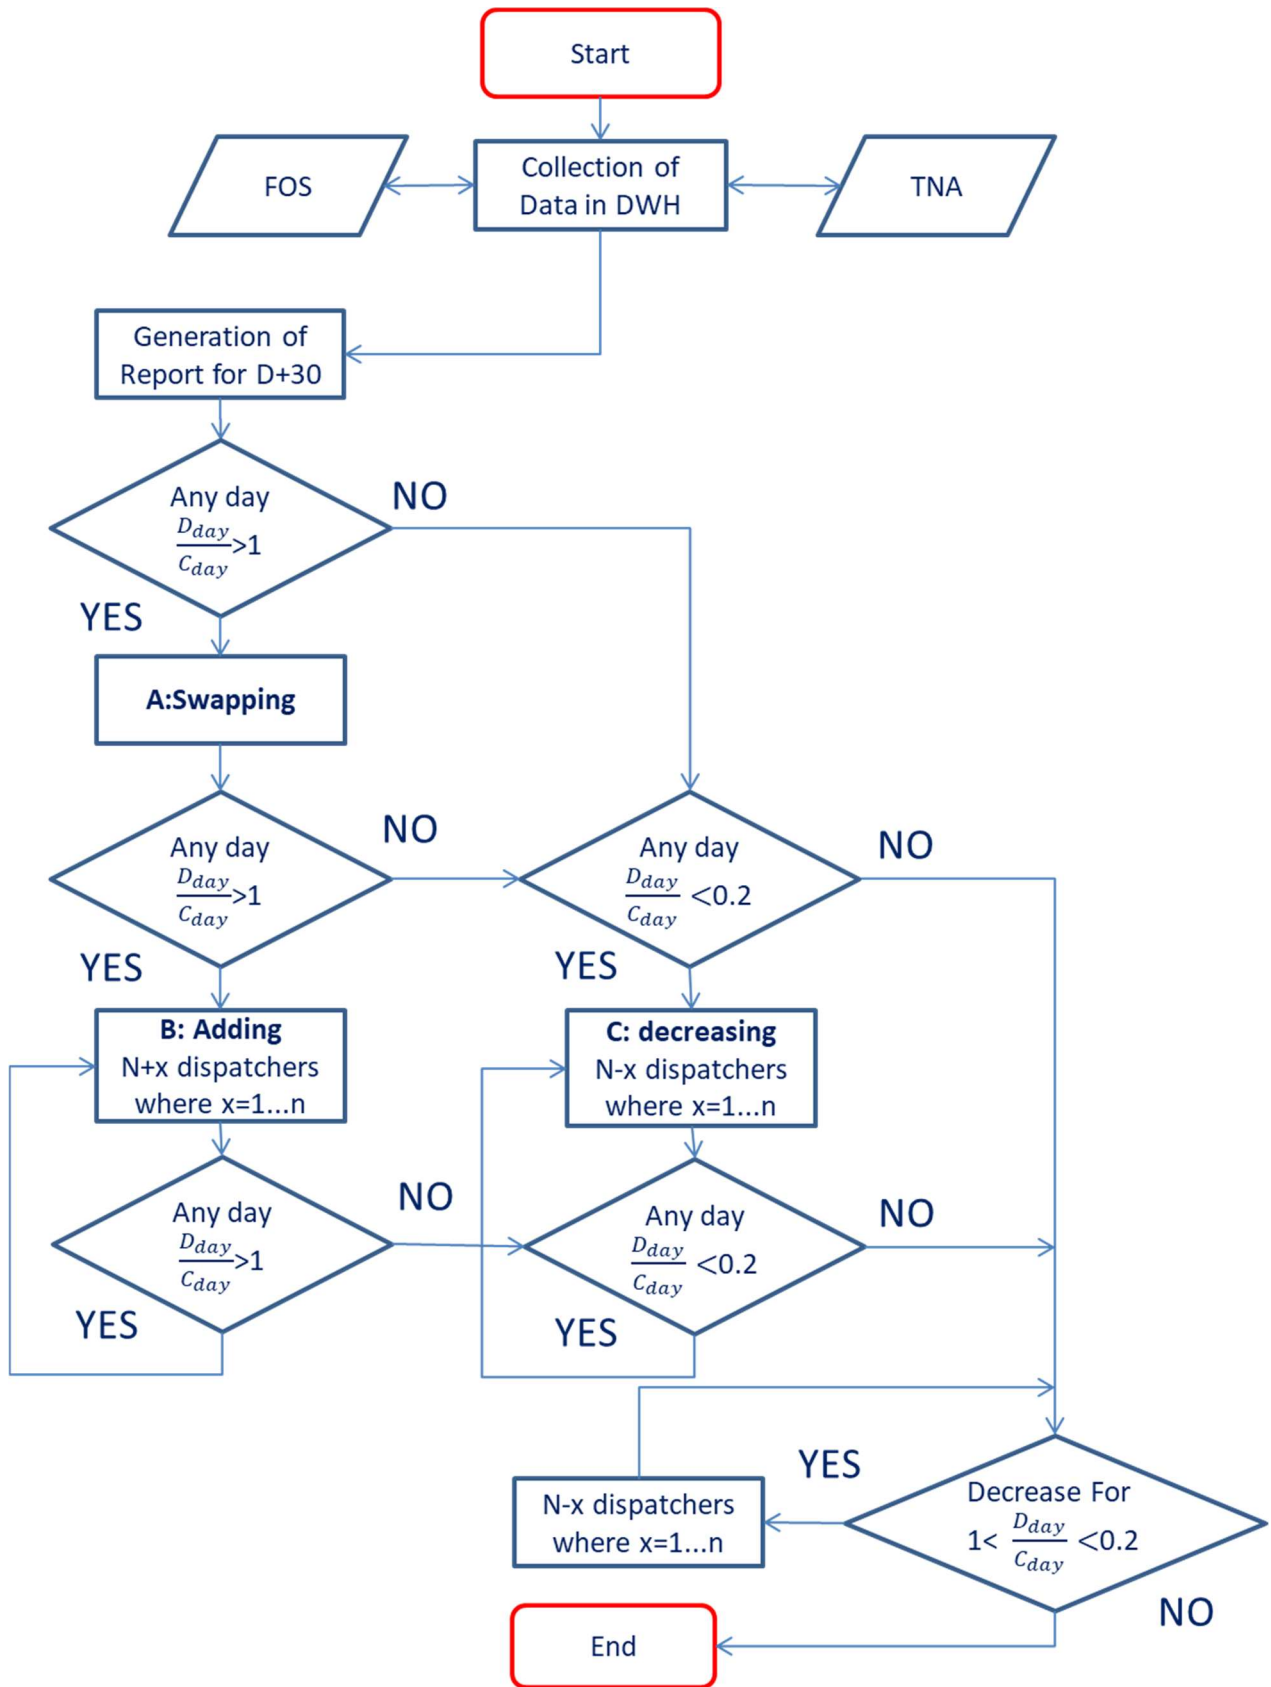 Start
FOS
Collection of
Data in DWH
TNA
Generation of
Report for D+30
Any day
D_day/C_day >1
NO
YES
A:Swapping
Any day
D_day/C_day >1
NO
YES
Any day
D_day/C_day <0.2
NO
YES
B: Adding
N+x dispatchers
where x=1...n
C: decreasing
N-x dispatchers
where x=1...n
Any day
D_day/C_day >1
NO
YES
Any day
D_day/C_day <0.2
NO
YES
Decrease For
1< D_day/C_day <0.2
YES
NO
N-x dispatchers
where x=1...n
End